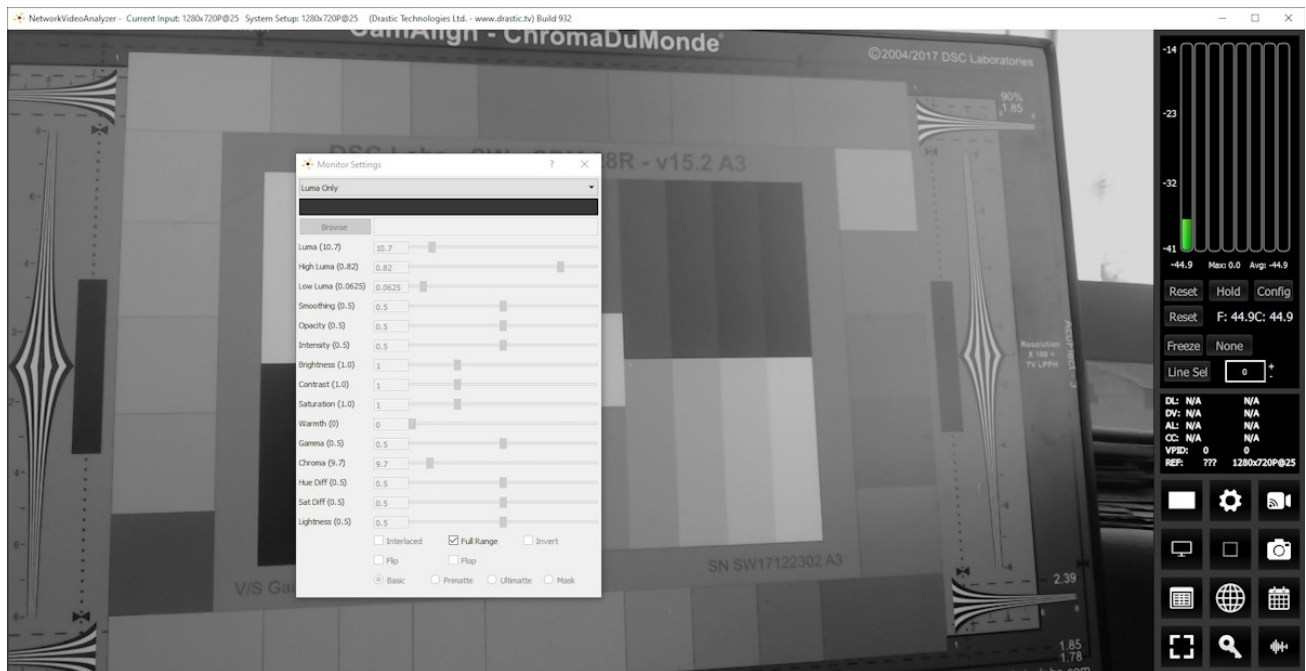 NetworkVideoAnalyzer - Current Input: 1280x720P@25 System Setup: 1280x720P@25 (Drastic Technologies Ltd. - www.drastic.tv) Build 932
CamAlign - ChromaDuMonde
©2004/2017 DSC Laboratories
90%
1.85
8R - v15.2 A3
Monitor Settings
?
Luma Only
Browse
Luma (10.7) 10.7
High Luma (0.82) 0.82
Low Luma (0.0625) 0.0625
Smoothing (0.5) 0.5
Opacity (0.5) 0.5
Intensity (0.5) 0.5
Brightness (1.0) 1
Contrast (1.0) 1
Saturation (1.0) 1
Warmth (0) 0
Gamma (0.5) 0.5
Chroma (9.7) 9.7
Hue Diff (0.5) 0.5
Sat Diff (0.5) 0.5
Lightness (0.5) 0.5
Interlaced Full Range Invert
Flip Flop
Basic Primatte Ultimatte Mask
Resolution
X 100 =
TV LPPH
V/S Ga
SN SW17122302 A3
2.39
1.85
1.78
-14
-23
-32
-41
-44.9 Max: 0.0 Avg: -44.9
Reset Hold Config
Reset F: 44.9C: 44.9
Freeze None
Line Sel 0 + -
DL: N/A N/A
DV: N/A N/A
AL: N/A N/A
CC: N/A N/A
VPID: 0 0
REF: ??? 1280x720P@25